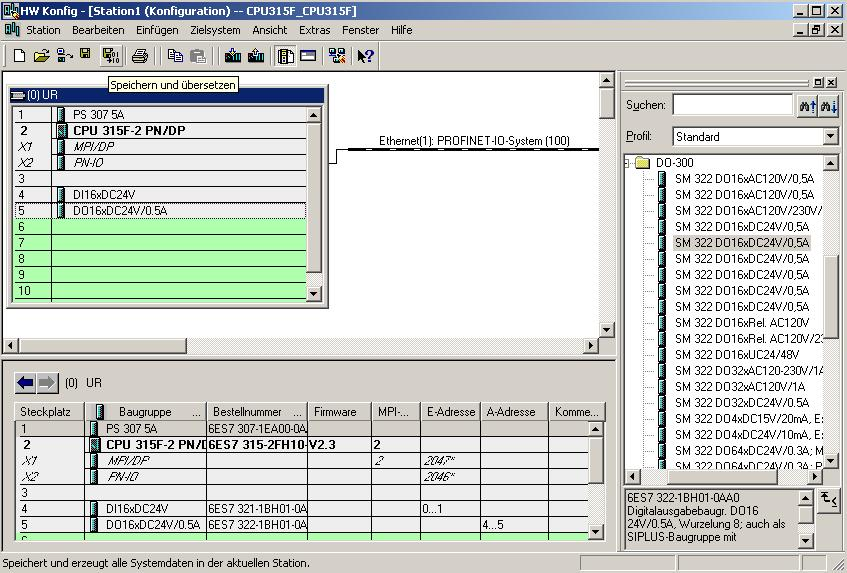 HW Konfig - [Station1 (Konfiguration) -- CPU315F_CPU315F]
Station Bearbeiten Einfügen Zielsystem Ansicht Extras Fenster Hilfe
Speichern und übersetzen
(0) UR
1 PS 307 5A
2 CPU 315F-2 PN/DP
X1 MPI/DP
X2 PN-IO
3
4 DI16xDC24V
5 DO16xDC24V/0.5A
6
7
8
9
10
Ethernet(1): PROFINET-IO-System (100)
Suchen:
Profil: Standard
DO-300
SM 322 DO16xAC120V/0,5A
SM 322 DO16xAC120V/0,5A
SM 322 DO16xAC120V/230V/
SM 322 DO16xDC24V/0,5A
SM 322 DO16xDC24V/0,5A
SM 322 DO16xDC24V/0,5A
SM 322 DO16xDC24V/0,5A
SM 322 DO16xDC24V/0,5A
SM 322 DO16xDC24V/0,5A
SM 322 DO16xRel. AC120V
SM 322 DO16xRel. AC120V/23
SM 322 DO16xUC24/48V
SM 322 DO32xAC120-230V/1A
SM 322 DO32xAC120V/1A
SM 322 DO32xDC24V/0.5A
SM 322 DO4xDC15V/20mA, Ex
SM 322 DO4xDC24V/10mA, Ex
SM 322 DO64xDC24V/0.3A; M
SM 322 DO64xDC24V/0.3A; P
6ES7 322-1BH01-0AA0
Digitalausgabebaugr. DO16
24V/0.5A, Wurzelung 8; auch als
SIPLUS-Baugruppe mit
(0) UR
Steckplatz Baugruppe ... Bestellnummer ... Firmware MPI-... E-Adresse A-Adresse Komme...
1 PS 307 5A 6ES7 307-1EA00-0A
2 CPU 315F-2 PN/D 6ES7 315-2FH10- V2.3 2
X1 MPI/DP 2 2047*
X2 PN-IO 2046*
3
4 DI16xDC24V 6ES7 321-1BH01-0A 0...1
5 DO16xDC24V/0.5A 6ES7 322-1BH01-0A 4...5
Speichert und erzeugt alle Systemdaten in der aktuellen Station.